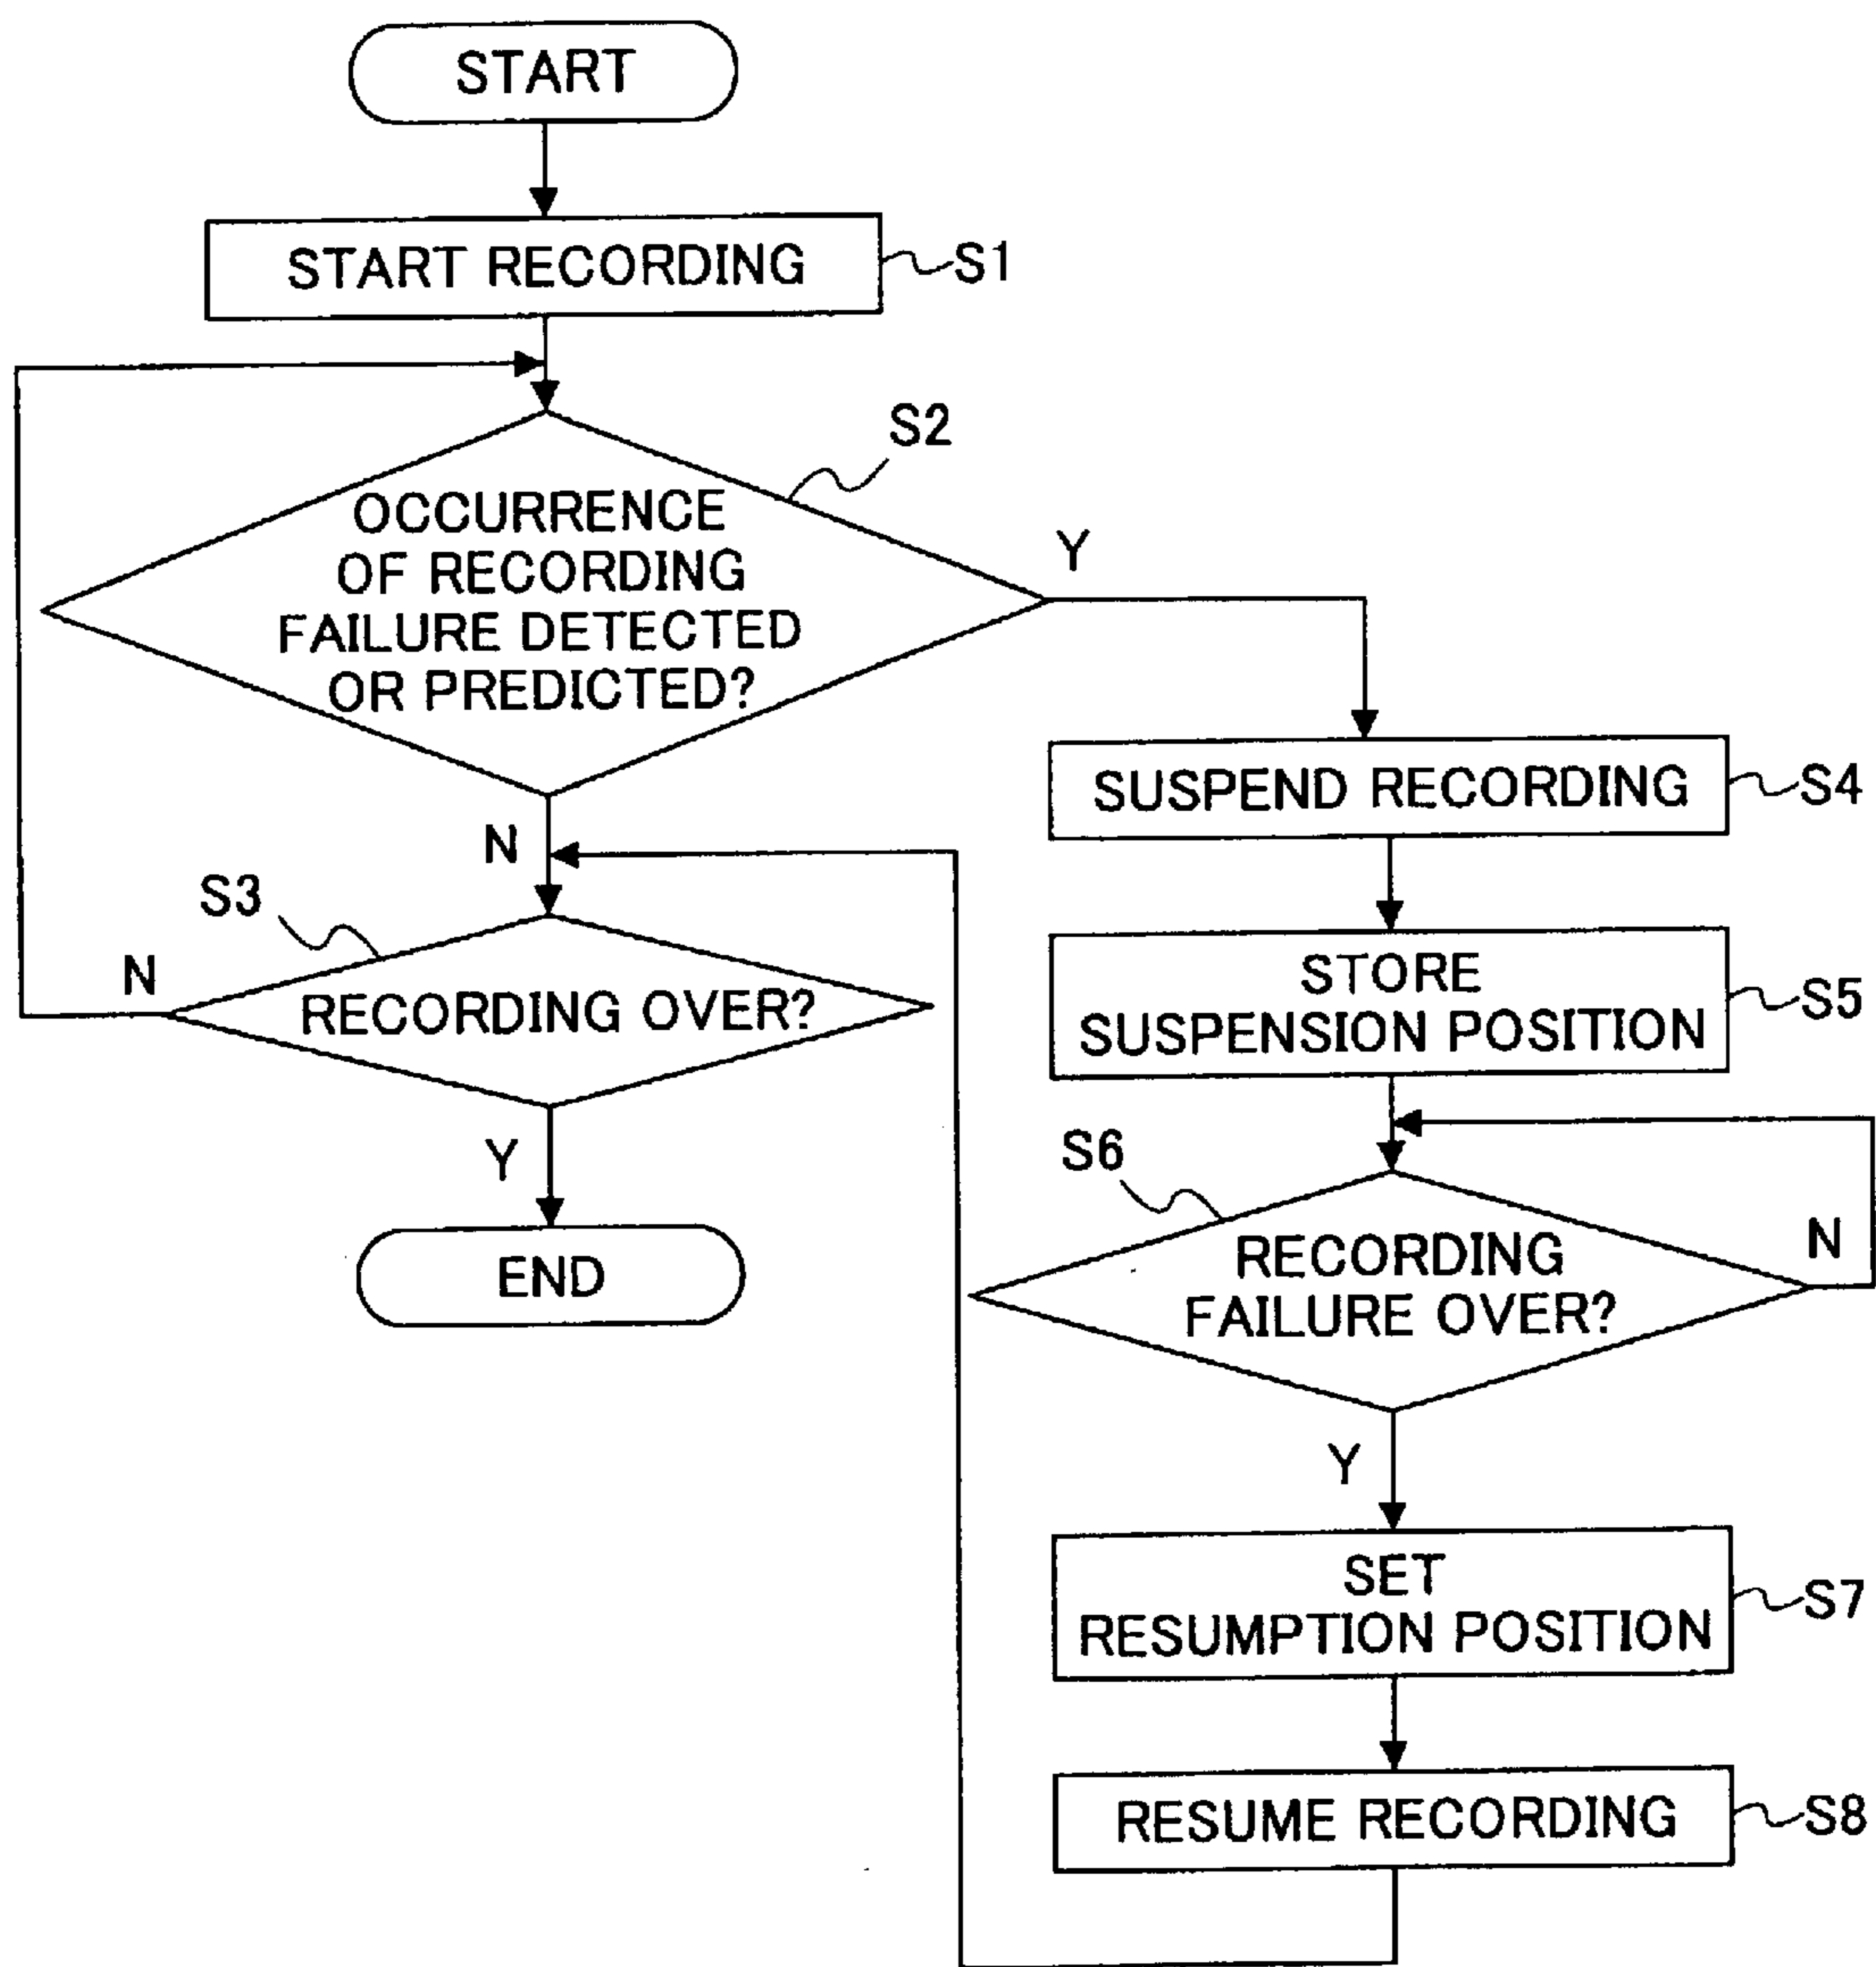 START
START RECORDING
S1
S2
OCCURRENCE
OF RECORDING
FAILURE DETECTED
OR PREDICTED?
Y
N
SUSPEND RECORDING
S4
S3
N
RECORDING OVER?
STORE
SUSPENSION POSITION
S5
Y
END
S6
RECORDING
FAILURE OVER?
N
Y
SET
RESUMPTION POSITION
S7
RESUME RECORDING
S8